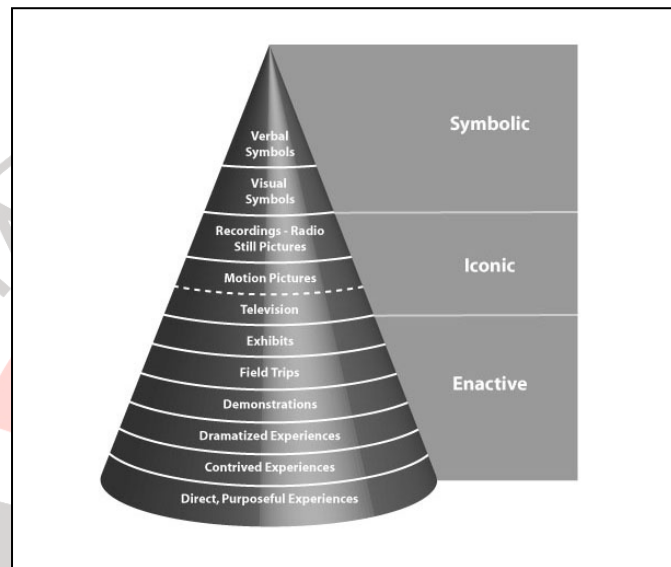 Verbal
Symbols
Visual
Symbols
Recordings - Radio
Still Pictures
Motion Pictures
Television
Exhibits
Field Trips
Demonstrations
Dramatized Experiences
Contrived Experiences
Direct, Purposeful Experiences
Symbolic
Iconic
Enactive